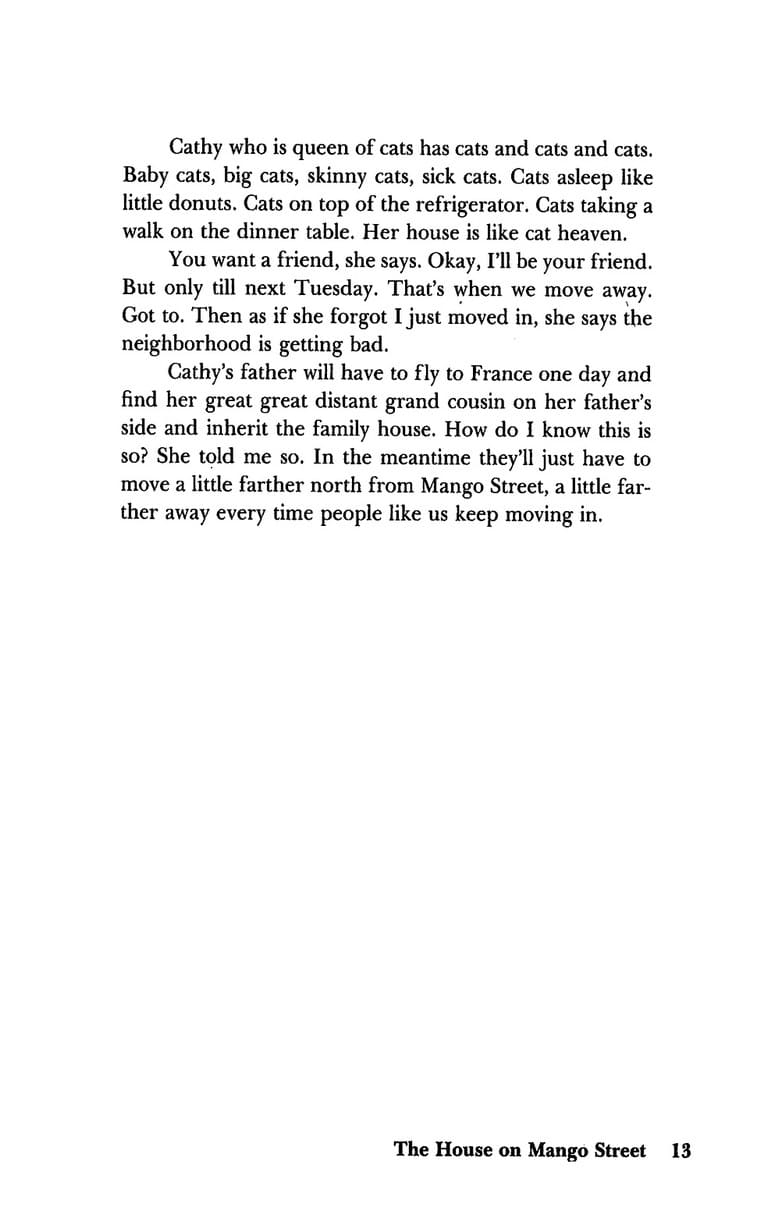 Cathy who is queen of cats has cats and cats and cats.
Baby cats, big cats, skinny cats, sick cats. Cats asleep like
little donuts. Cats on top of the refrigerator. Cats taking a
walk on the dinner table. Her house is like cat heaven.
You want a friend, she says. Okay, I'll be your friend.
But only till next Tuesday. That's when we move away.
Got to. Then as if she forgot I just moved in, she says the
neighborhood is getting bad.
Cathy's father will have to fly to France one day and
find her great great distant grand cousin on her father's
side and inherit the family house. How do I know this is
so? She told me so. In the meantime they'll just have to
move a little farther north from Mango Street, a little far-
ther away every time people like us keep moving in.
The House on Mango Street 13